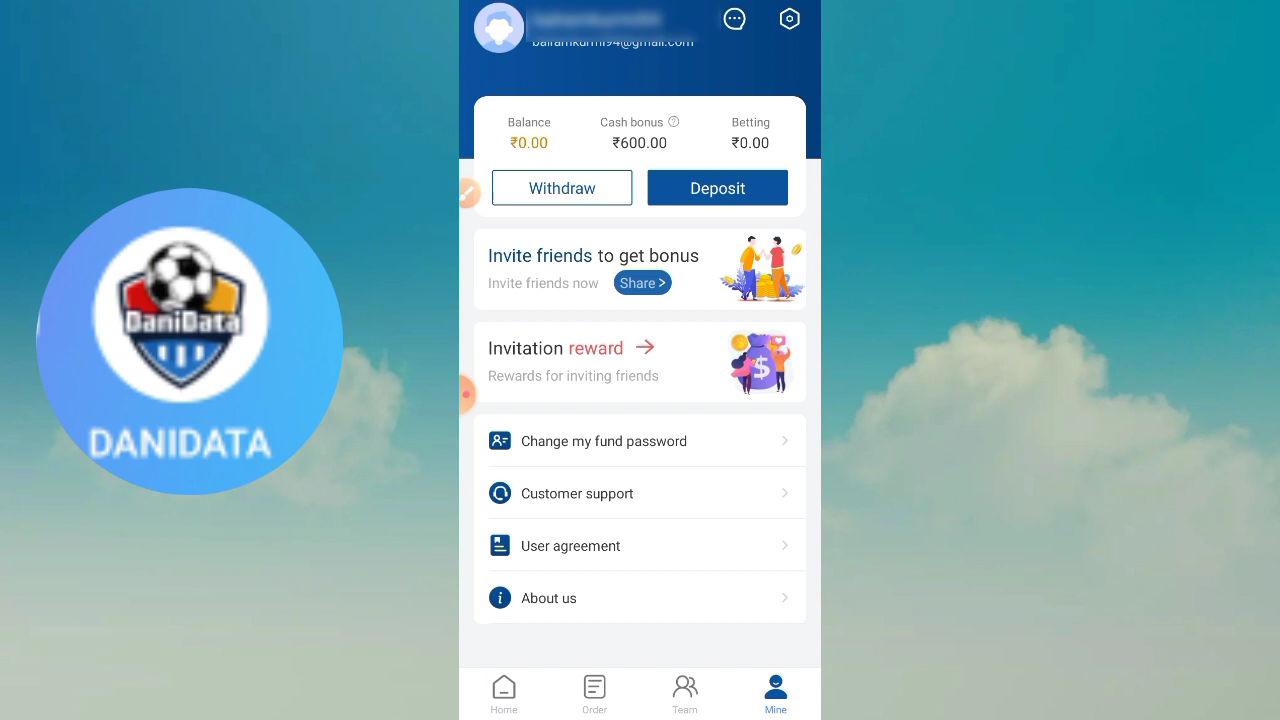 DaniData
DANIDATA
Balance
Cash bonus
Betting
₹0.00
₹600.00
₹0.00
Withdraw
Deposit
Invite friends to get bonus
Invite friends now
Share >
Invitation reward →
Rewards for inviting friends
Change my fund password
Customer support
User agreement
About us
Home
Order
Team
Mine